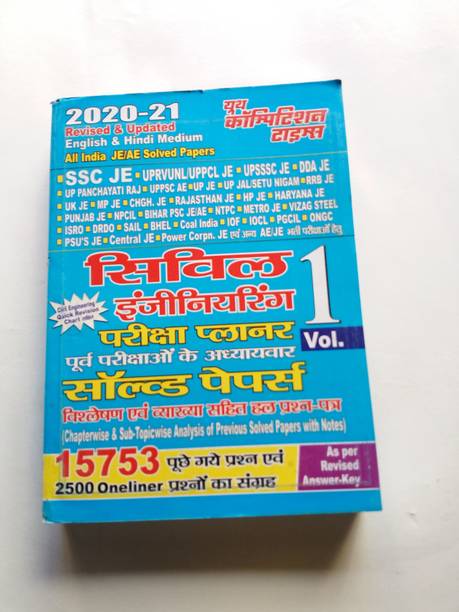 2020-21
Revised & Updated
English & Hindi Medium
All India JE/AE Solved Papers
यूथ
कॉम्पिटिशन
टाइम्स
SSC JE • UPRVUNL/UPPCL JE • UPSSSC JE • DDA JE
• UP PANCHAYATI RAJ • UPPSC AE • UP JE • UP JAL/SETU NIGAM • RRB JE
• UK JE • MP JE • CHGH. JE • RAJASTHAN JE • HP JE • HARYANA JE
• PUNJAB JE • NPCIL • BIHAR PSC JE/AE • NTPC • METRO JE • VIZAG STEEL
• ISRO • DRDO • SAIL • BHEL • Coal India • IOF • IOCL • PGCIL • ONGC
• PSU'S JE • Central JE • Power Corpn. JE एवं अन्य AE/JE भर्ती परीक्षाओं हेतु
सिविल
इंजीनियरिंग
1
Vol.
Civil Engineering
Quick Revision
Chart
परीक्षा प्लानर
पूर्व परीक्षाओं के अध्यायवार
सॉल्व्ड पेपर्स
विश्लेषण एवं व्याख्या सहित हल प्रश्न-पत्र
(Chapterwise & Sub-Topicwise Analysis of Previous Solved Papers with Notes)
15753 पूछे गये प्रश्न एवं
2500 Oneliner प्रश्नों का संग्रह
As per
Revised
Answer-Key